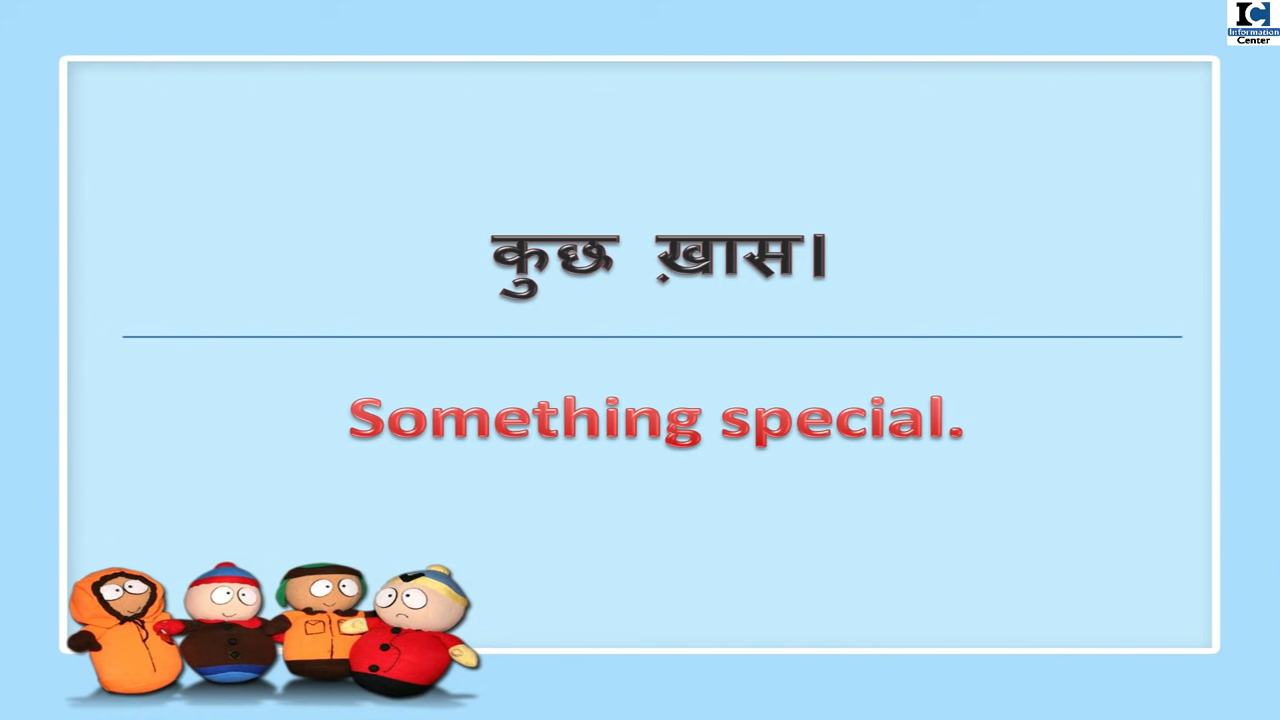 IC
Information
Center
कुछ ख़ास।
Something special.